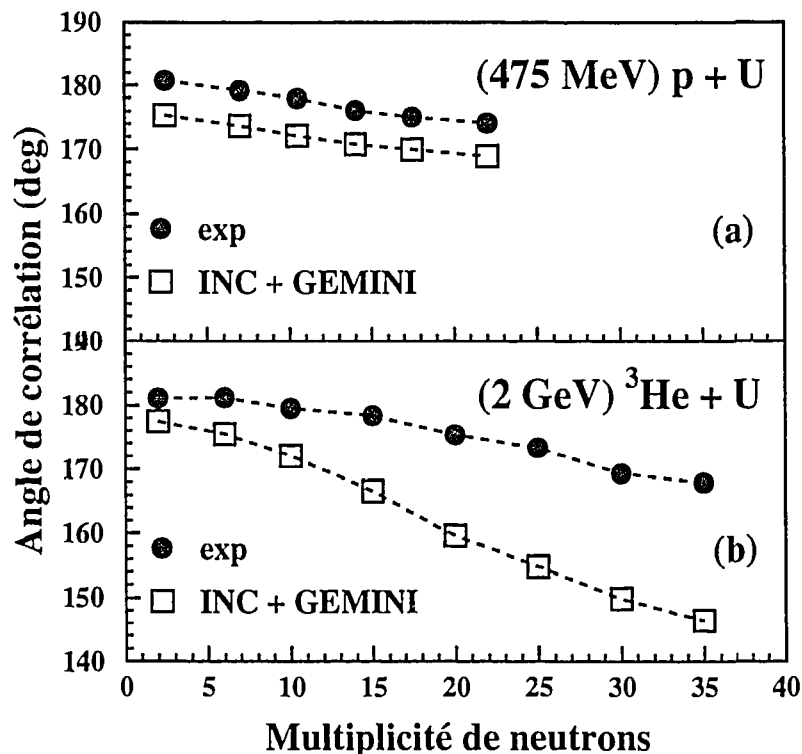 190
(475 MeV) p + U
180
170
160
exp
(a)
150
INC + GEMINI
190
180
(2 GeV) ³He + U
170
160
exp
(b)
150
INC + GEMINI
140
0 5 10 15 20 25 30 35 40
Multiplicité de neutrons
Angle de corrélation (deg)